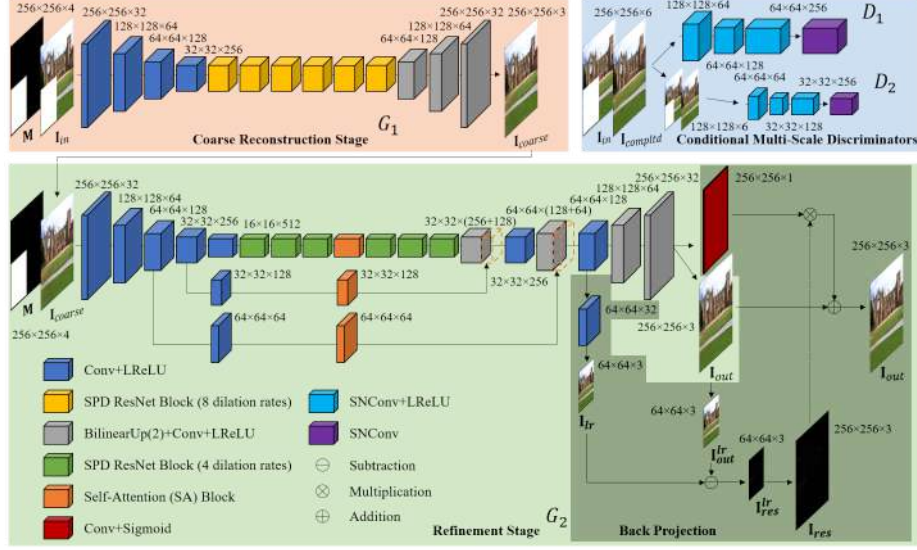 256×256×4
256×256×32
128×128×64
64×64×128
32×32×256
64×64×128
128×128×64
256×256×32
256×256×3
M
I_in
G_1
I_coarse
Coarse Reconstruction Stage
128×128×64
64×64×256
D_1
64×64×128
64×64×64
32×32×256
D_2
I_in
I_compltd
128×128×6
32×32×128
Conditional Multi-Scale Discriminators
256×256×32
128×128×64
64×64×128
32×32×256
16×16×512
32×32×(256+128)
64×64×(128+64)
64×64×128
128×128×64
256×256×32
256×256×1
256×256×3
M
I_coarse
256×256×4
32×32×128
32×32×128
32×32×256
64×64×64
64×64×64
64×64×32
256×256×3
I_out
I_out
64×64×3
I_lr
64×64×3
I_out^lr
64×64×3
I_res^lr
256×256×3
I_res
Conv+LReLU
SPD ResNet Block (8 dilation rates)
BilinearUp(2)+Conv+LReLU
SPD ResNet Block (4 dilation rates)
Self-Attention (SA) Block
Conv+Sigmoid
SNConv+LReLU
SNConv
Subtraction
Multiplication
Addition
Refinement Stage
G_2
Back Projection